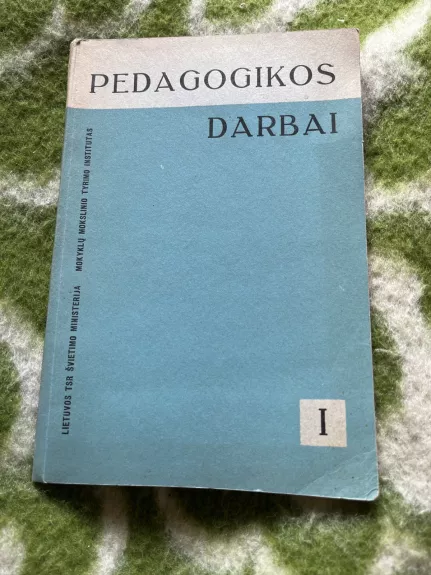 PEDAGOGIKOS
DARBAI
LIETUVOS TSR ŠVIETIMO MINISTERIJA MOKYKLŲ MOKSLINIO TYRIMO INSTITUTAS
I